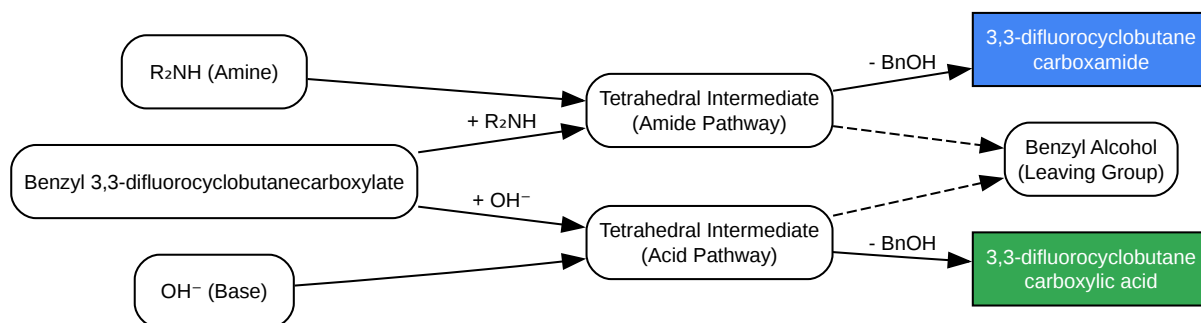 R₂NH (Amine)
Benzyl 3,3-difluorocyclobutanecarboxylate
OH⁻ (Base)
+ R₂NH
+ OH⁻
Tetrahedral Intermediate
(Amide Pathway)
Tetrahedral Intermediate
(Acid Pathway)
- BnOH
- BnOH
3,3-difluorocyclobutane
carboxamide
Benzyl Alcohol
(Leaving Group)
3,3-difluorocyclobutane
carboxylic acid